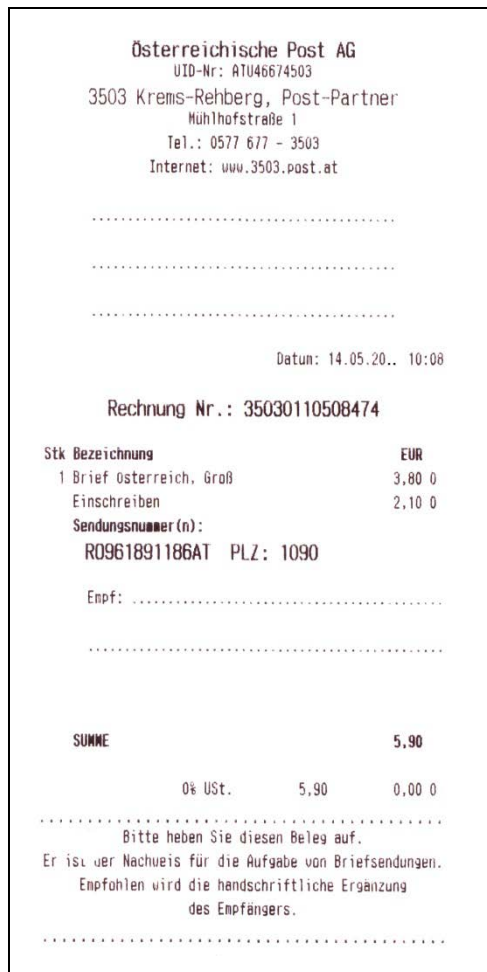 Österreichische Post AG
UID-Nr: ATU46674503
3503 Krems-Rehberg, Post-Partner
Mühlhofstraße 1
Tel.: 0577 677 - 3503
Internet: www.3503.post.at
........................................
........................................
........................................
Datum: 14.05.20.. 10:08
Rechnung Nr.: 35030110508474
Stk Bezeichnung EUR
1 Brief Österreich, Groß 3,80 0
Einschreiben 2,10 0
Sendungsnummer(n):
RO961891186AT PLZ: 1090
Empf: .........................................
...............................................
SUMME 5,90
0% USt. 5,90 0,00 0
...........................................
Bitte heben Sie diesen Beleg auf.
Er ist der Nachweis für die Aufgabe von Briefsendungen.
Empfohlen wird die handschriftliche Ergänzung
des Empfängers.
...........................................